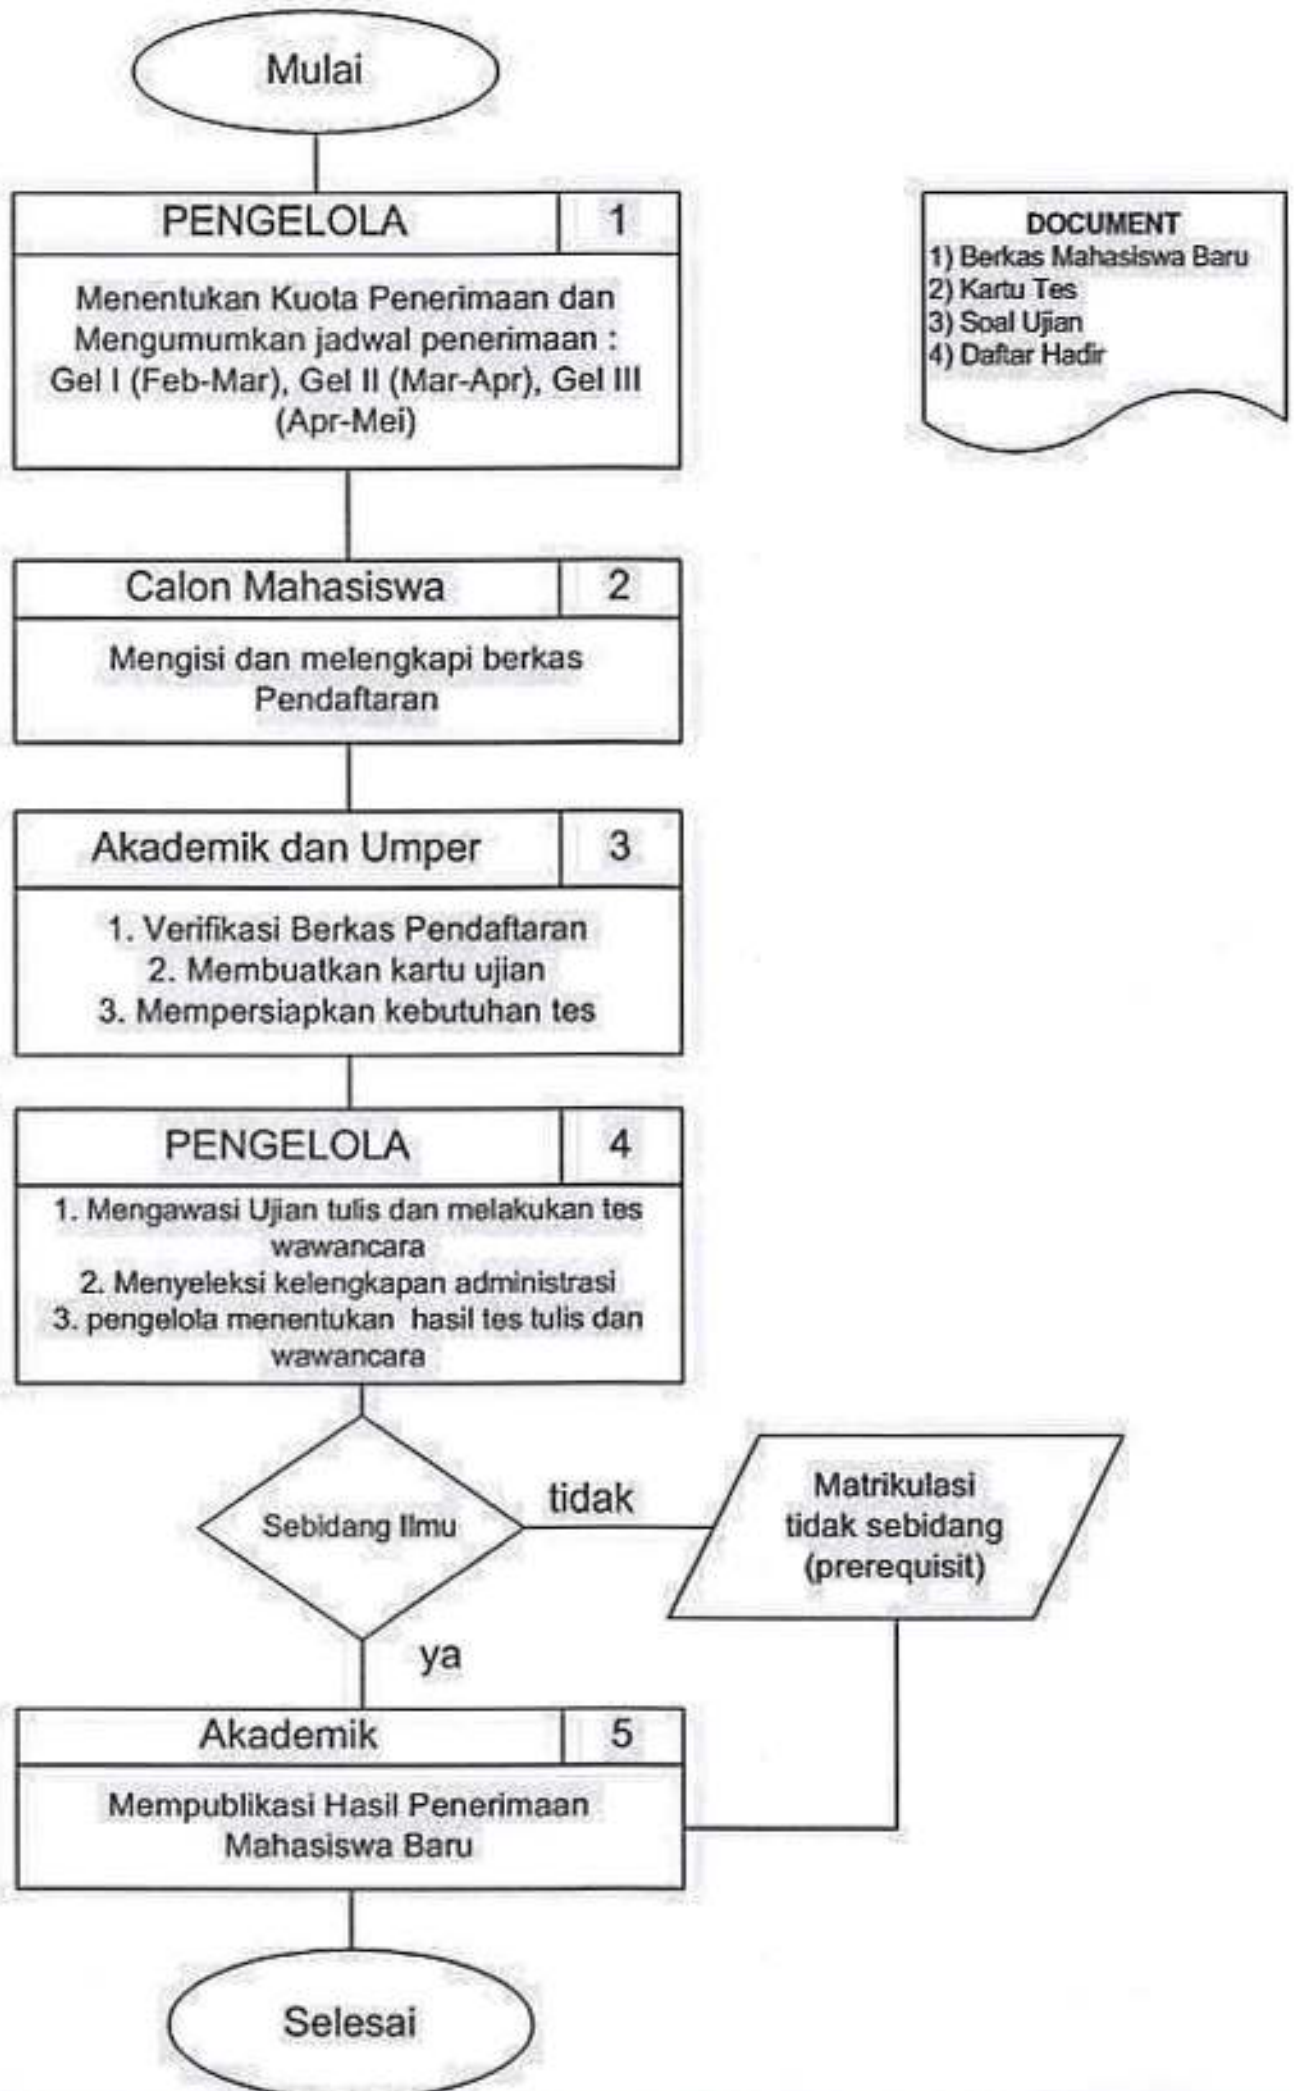 Mulai
PENGELOLA 1
Menentukan Kuota Penerimaan dan
Mengumumkan jadwal penerimaan :
Gel I (Feb-Mar), Gel II (Mar-Apr), Gel III
(Apr-Mei)
DOCUMENT
1) Berkas Mahasiswa Baru
2) Kartu Tes
3) Soal Ujian
4) Daftar Hadir
Calon Mahasiswa 2
Mengisi dan melengkapi berkas
Pendaftaran
Akademik dan Umper 3
1. Verifikasi Berkas Pendaftaran
2. Membuatkan kartu ujian
3. Mempersiapkan kebutuhan tes
PENGELOLA 4
1. Mengawasi Ujian tulis dan melakukan tes
wawancara
2. Menyeleksi kelengkapan administrasi
3. pengelola menentukan hasil tes tulis dan
wawancara
Sebidang Ilmu
tidak
Matrikulasi
tidak sebidang
(prerequisit)
ya
Akademik 5
Mempublikasi Hasil Penerimaan
Mahasiswa Baru
Selesai